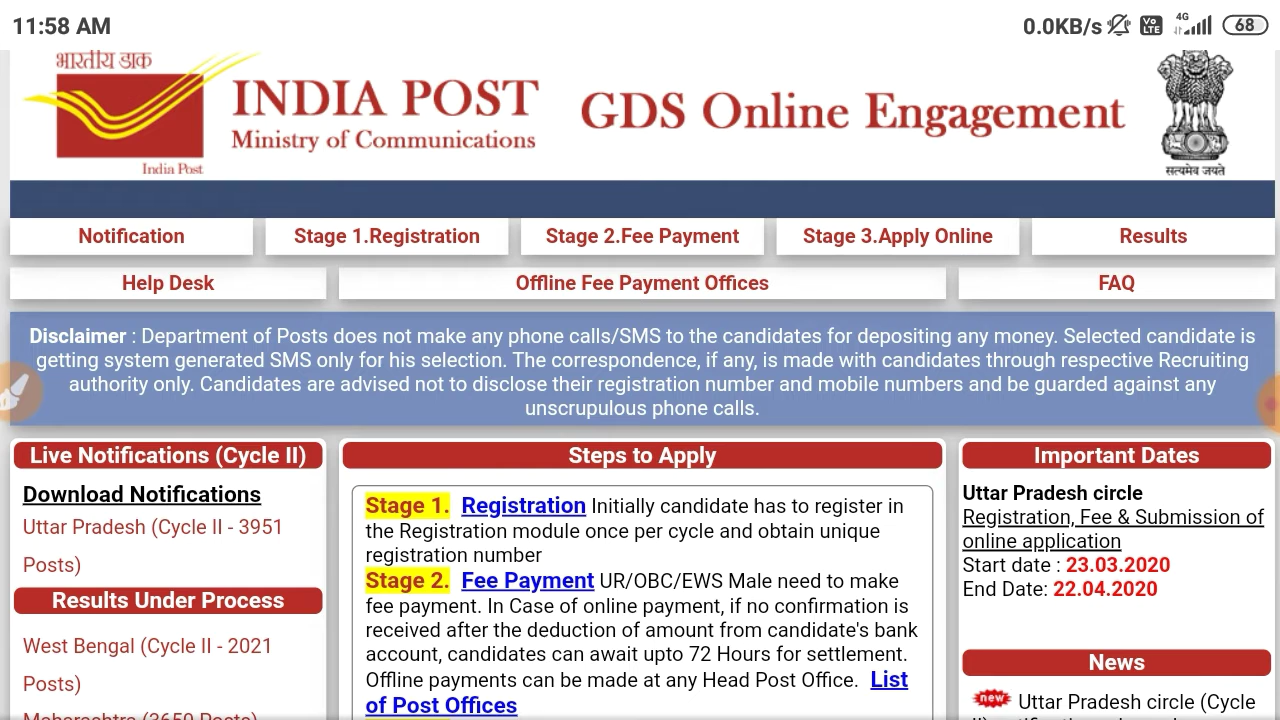 11:58 AM
0.0KB/s
Vo
LTE
4G
68
भारतीय डाक
India Post
INDIA POST
Ministry of Communications
GDS Online Engagement
सत्यमेव जयते
Notification
Stage 1.Registration
Stage 2.Fee Payment
Stage 3.Apply Online
Results
Help Desk
Offline Fee Payment Offices
FAQ
Disclaimer : Department of Posts does not make any phone calls/SMS to the candidates for depositing any money. Selected candidate is
getting system generated SMS only for his selection. The correspondence, if any, is made with candidates through respective Recruiting
authority only. Candidates are advised not to disclose their registration number and mobile numbers and be guarded against any
unscrupulous phone calls.
Live Notifications (Cycle II)
Download Notifications
Uttar Pradesh (Cycle II - 3951
Posts)
Results Under Process
West Bengal (Cycle II - 2021
Posts)
Maharashtra (3650 Posts)
Steps to Apply
Stage 1. Registration Initially candidate has to register in
the Registration module once per cycle and obtain unique
registration number
Stage 2. Fee Payment UR/OBC/EWS Male need to make
fee payment. In Case of online payment, if no confirmation is
received after the deduction of amount from candidate's bank
account, candidates can await upto 72 Hours for settlement.
Offline payments can be made at any Head Post Office. List
of Post Offices
Important Dates
Uttar Pradesh circle
Registration, Fee & Submission of
online application
Start date : 23.03.2020
End Date: 22.04.2020
News
new Uttar Pradesh circle (Cycle